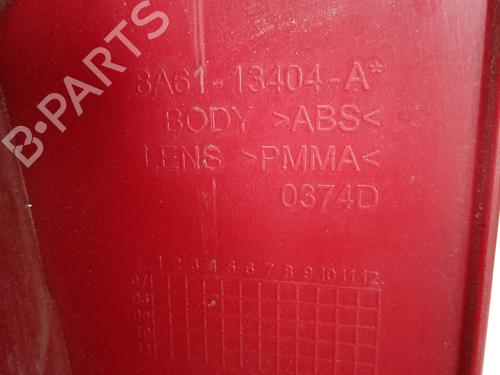 B-PARTS
8A61-13404-A*
BODY >ABS<
LENS >PMMA<
0374D
1 2 3 4 5 6 7 8 9 10 11 12